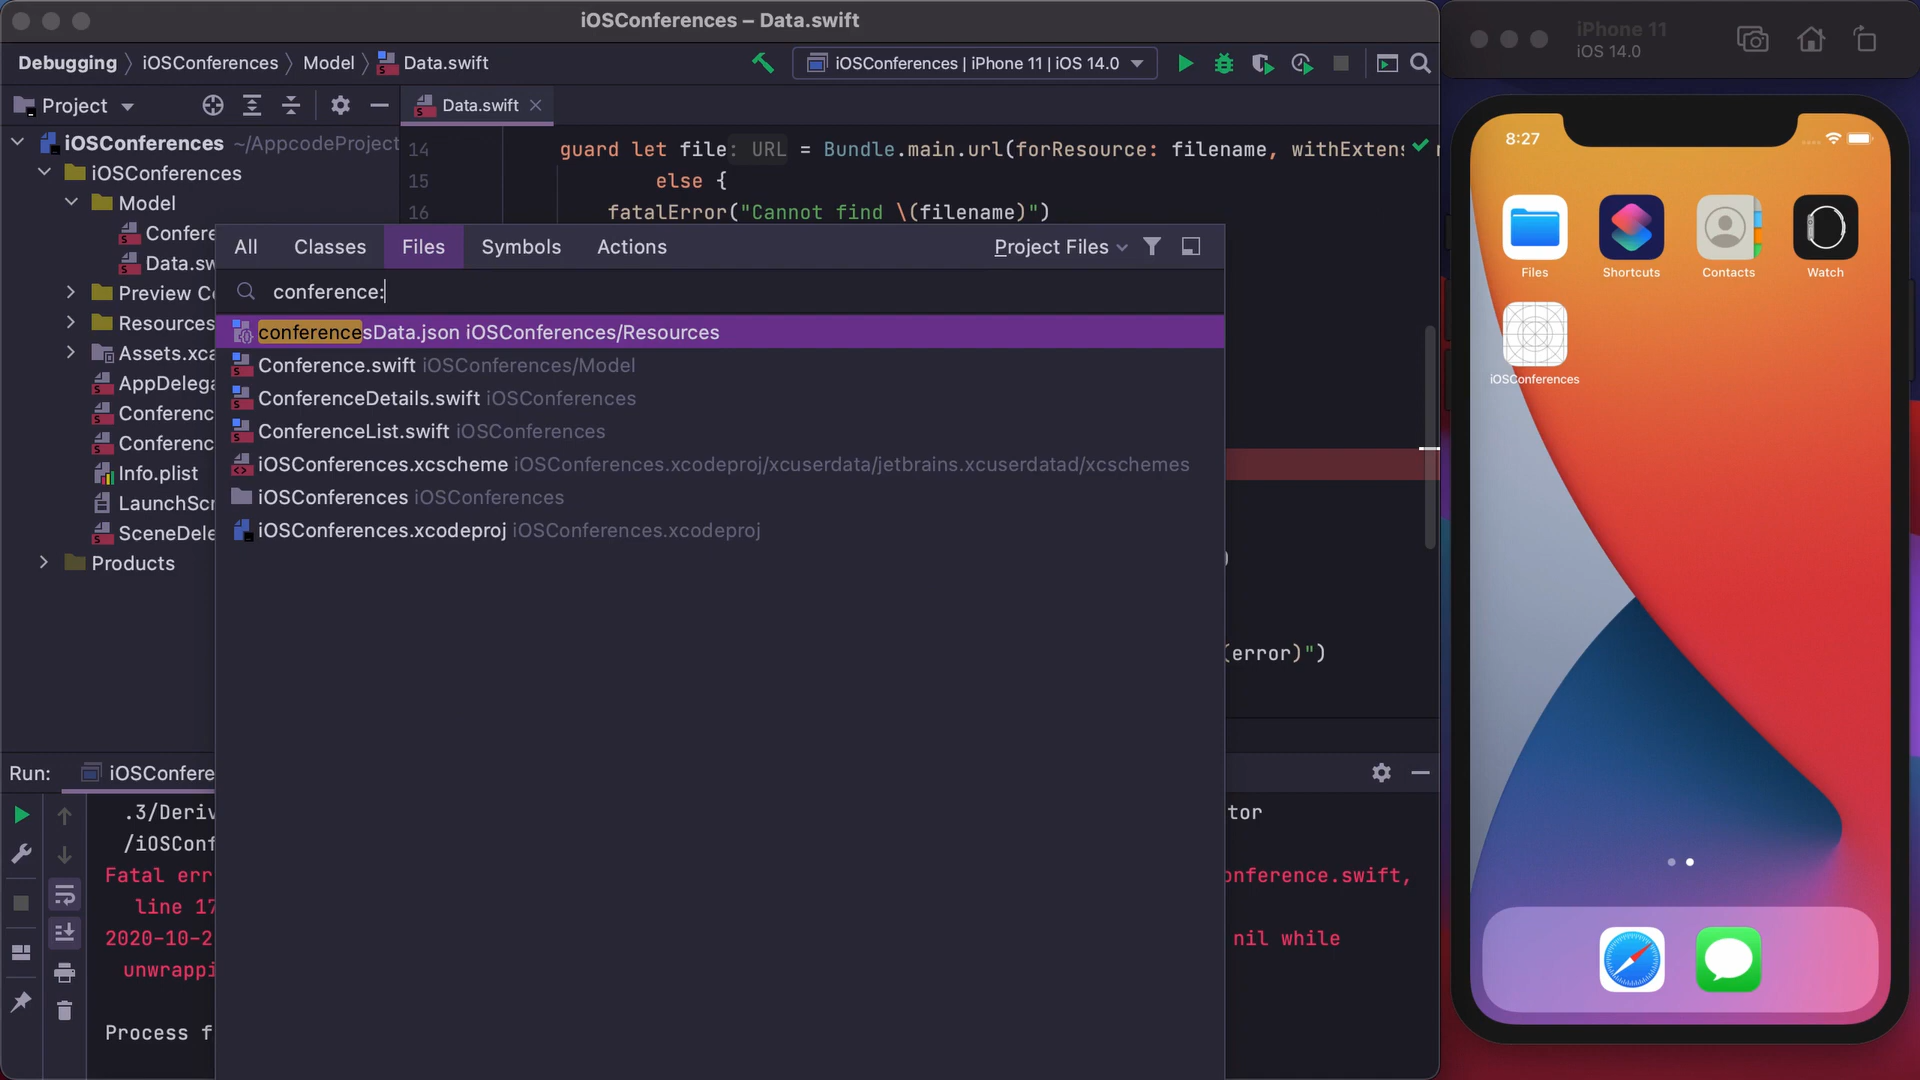 iOSConferences – Data.swift
Debugging iOSConferences Model Data.swift
iOSConferences | iPhone 11 | iOS 14.0
Project
Data.swift
iOSConferences ~/AppcodeProject
iOSConferences
Model
Confere
Data.sw
Preview Co
Resources
Assets.xca
AppDelega
Conferenc
Conferenc
Info.plist
LaunchScr
SceneDele
Products
14 guard let file: URL = Bundle.main.url(forResource: filename, withExtens
15 else {
16 fatalError("Cannot find \(filename)")
All Classes Files Symbols Actions Project Files
conference:
conferencesData.json iOSConferences/Resources
Conference.swift iOSConferences/Model
ConferenceDetails.swift iOSConferences
ConferenceList.swift iOSConferences
iOSConferences.xcscheme iOSConferences.xcodeproj/xcuserdata/jetbrains.xcuserdatad/xcschemes
iOSConferences iOSConferences
iOSConferences.xcodeproj iOSConferences.xcodeproj
)
(error)")
Run: iOSConfere
.3/Deriv tor
/iOSConf
Fatal err onference.swift,
line 17
2020-10-2 nil while
unwrappi
Process f
iPhone 11
iOS 14.0
8:27
Files Shortcuts Contacts Watch
iOSConferences